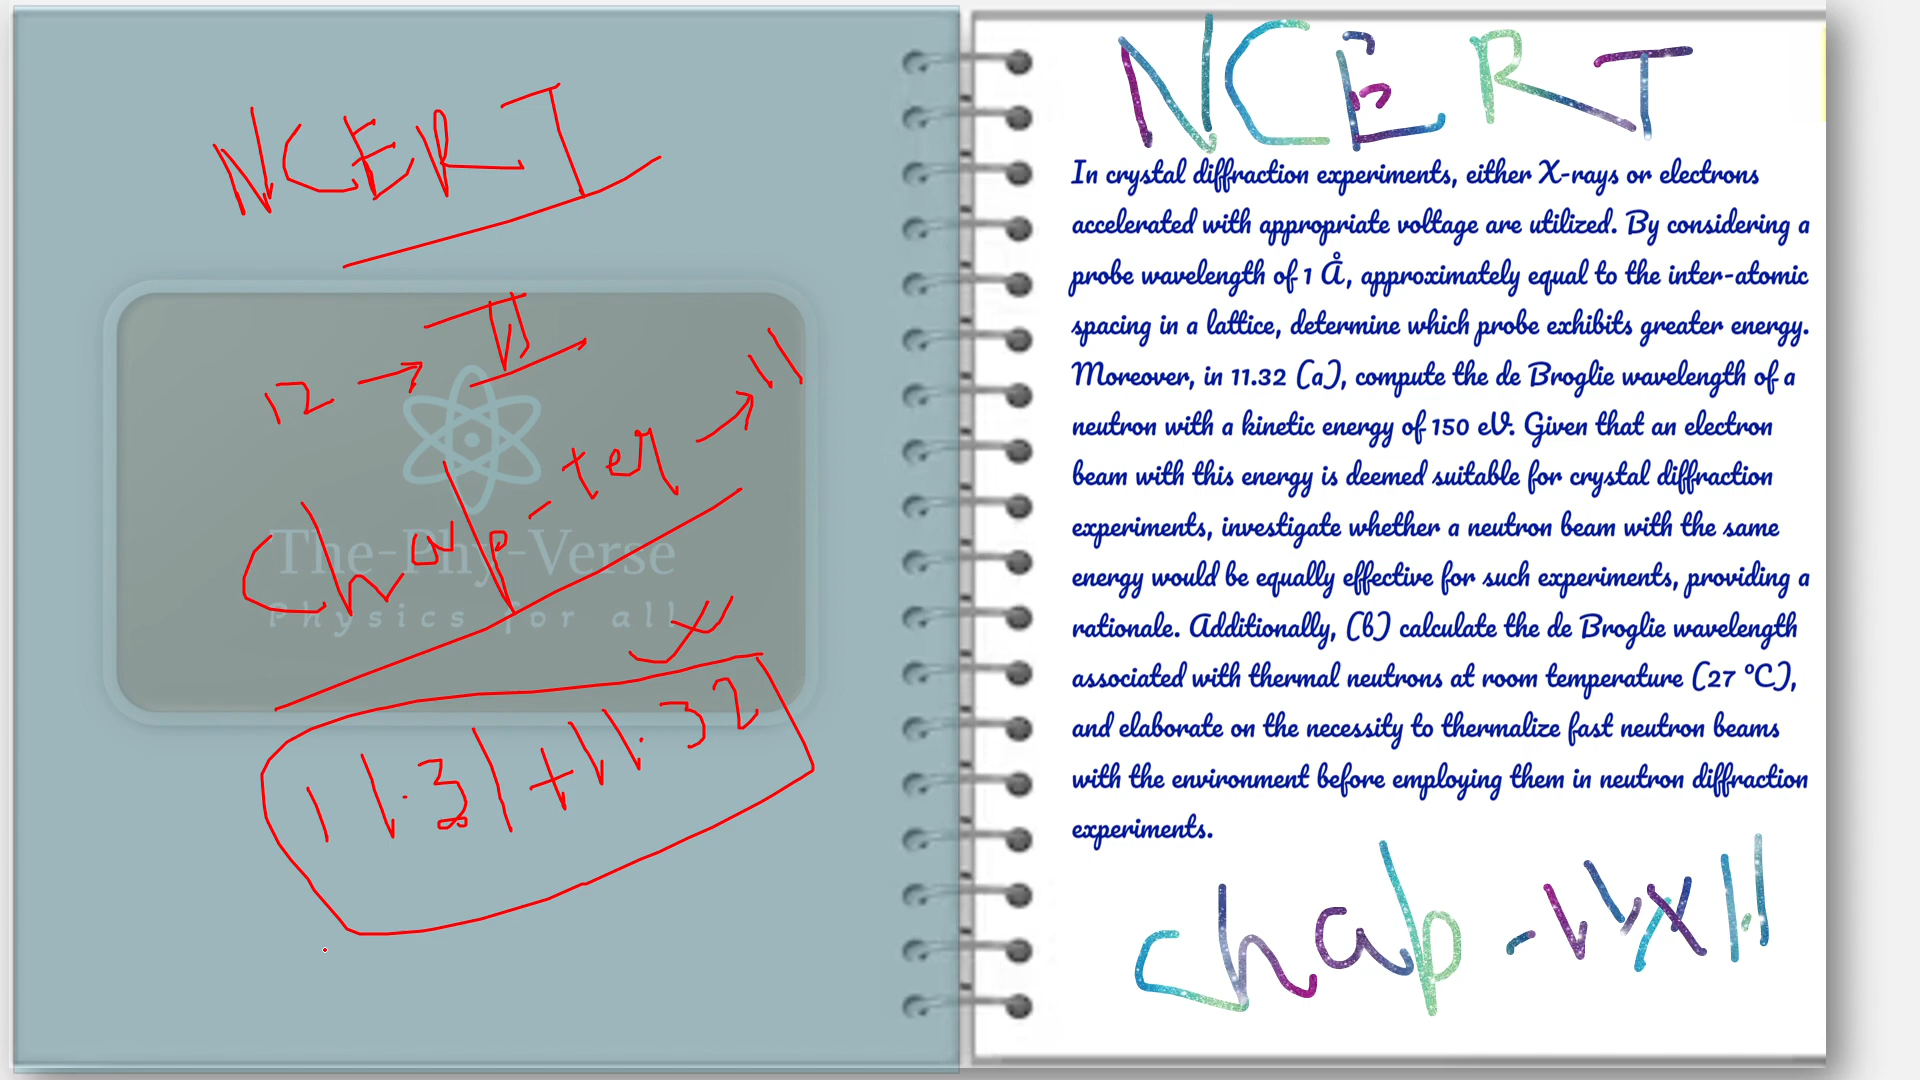 NCERT
12 → II
Chap-ter → 11
The-Phy-Verse
Physics for all
11.31 + 11.32
NCERT
In crystal diffraction experiments, either X-rays or electrons
accelerated with appropriate voltage are utilized. By considering a
probe wavelength of 1 Å, approximately equal to the inter-atomic
spacing in a lattice, determine which probe exhibits greater energy.
Moreover, in 11.32 (a), compute the de Broglie wavelength of a
neutron with a kinetic energy of 150 eV. Given that an electron
beam with this energy is deemed suitable for crystal diffraction
experiments, investigate whether a neutron beam with the same
energy would be equally effective for such experiments, providing a
rationale. Additionally, (b) calculate the de Broglie wavelength
associated with thermal neutrons at room temperature (27 °C),
and elaborate on the necessity to thermalize fast neutron beams
with the environment before employing them in neutron diffraction
experiments.
Chap -